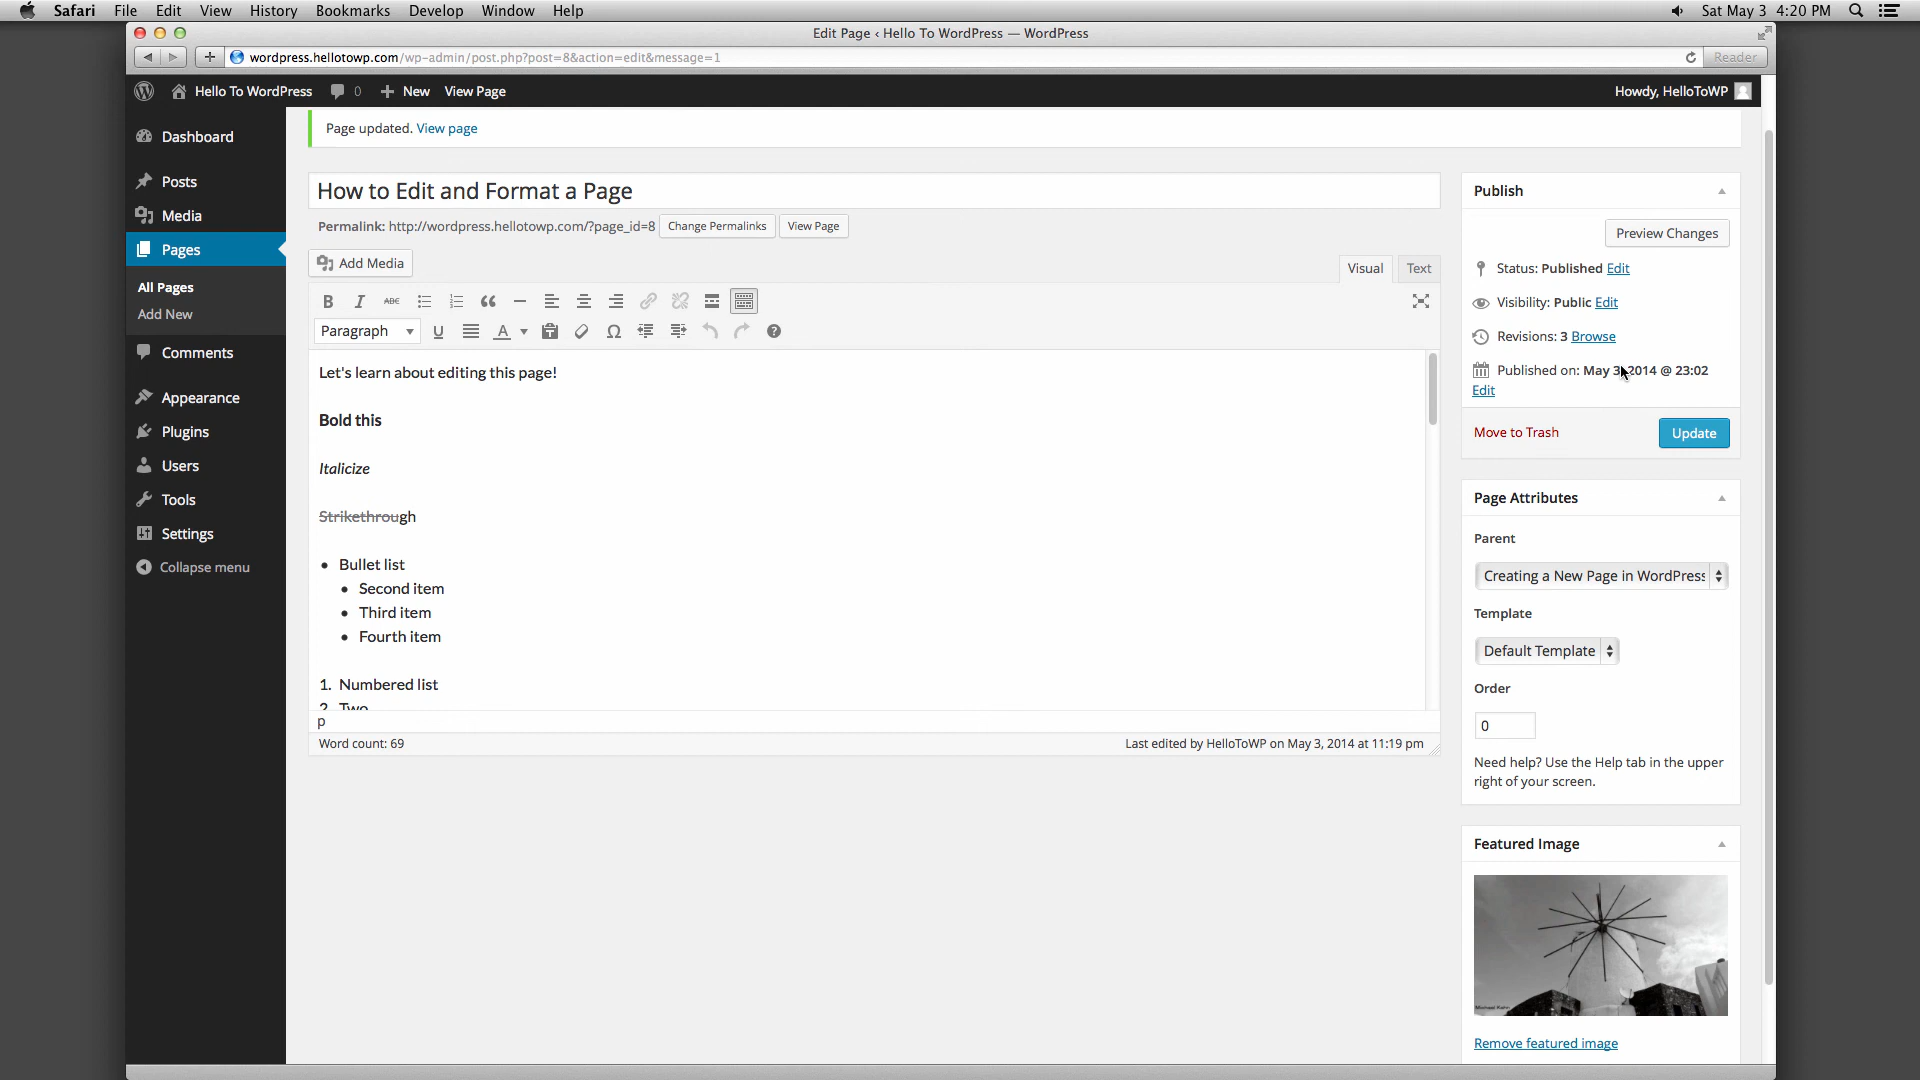 Safari File Edit View History Bookmarks Develop Window Help
Sat May 3 4:20 PM
Edit Page ‹ Hello To WordPress — WordPress
wordpress.hellotowp.com/wp-admin/post.php?post=8&action=edit&message=1
Reader
Hello To WordPress 0 New View Page
Howdy, HelloToWP
Dashboard
Posts
Media
Pages
All Pages
Add New
Comments
Appearance
Plugins
Users
Tools
Settings
Collapse menu
Page updated. View page
How to Edit and Format a Page
Permalink: http://wordpress.hellotowp.com/?page_id=8 Change Permalinks View Page
Add Media
Visual Text
B I ABC
Paragraph U A Ω ?
Let's learn about editing this page!
Bold this
Italicize
Strikethrough
Bullet list
Second item
Third item
Fourth item
1. Numbered list
2. Two
p
Word count: 69
Last edited by HelloToWP on May 3, 2014 at 11:19 pm
Publish
Preview Changes
Status: Published Edit
Visibility: Public Edit
Revisions: 3 Browse
Published on: May 3, 2014 @ 23:02
Edit
Move to Trash Update
Page Attributes
Parent
Creating a New Page in WordPress
Template
Default Template
Order
0
Need help? Use the Help tab in the upper
right of your screen.
Featured Image
Remove featured image